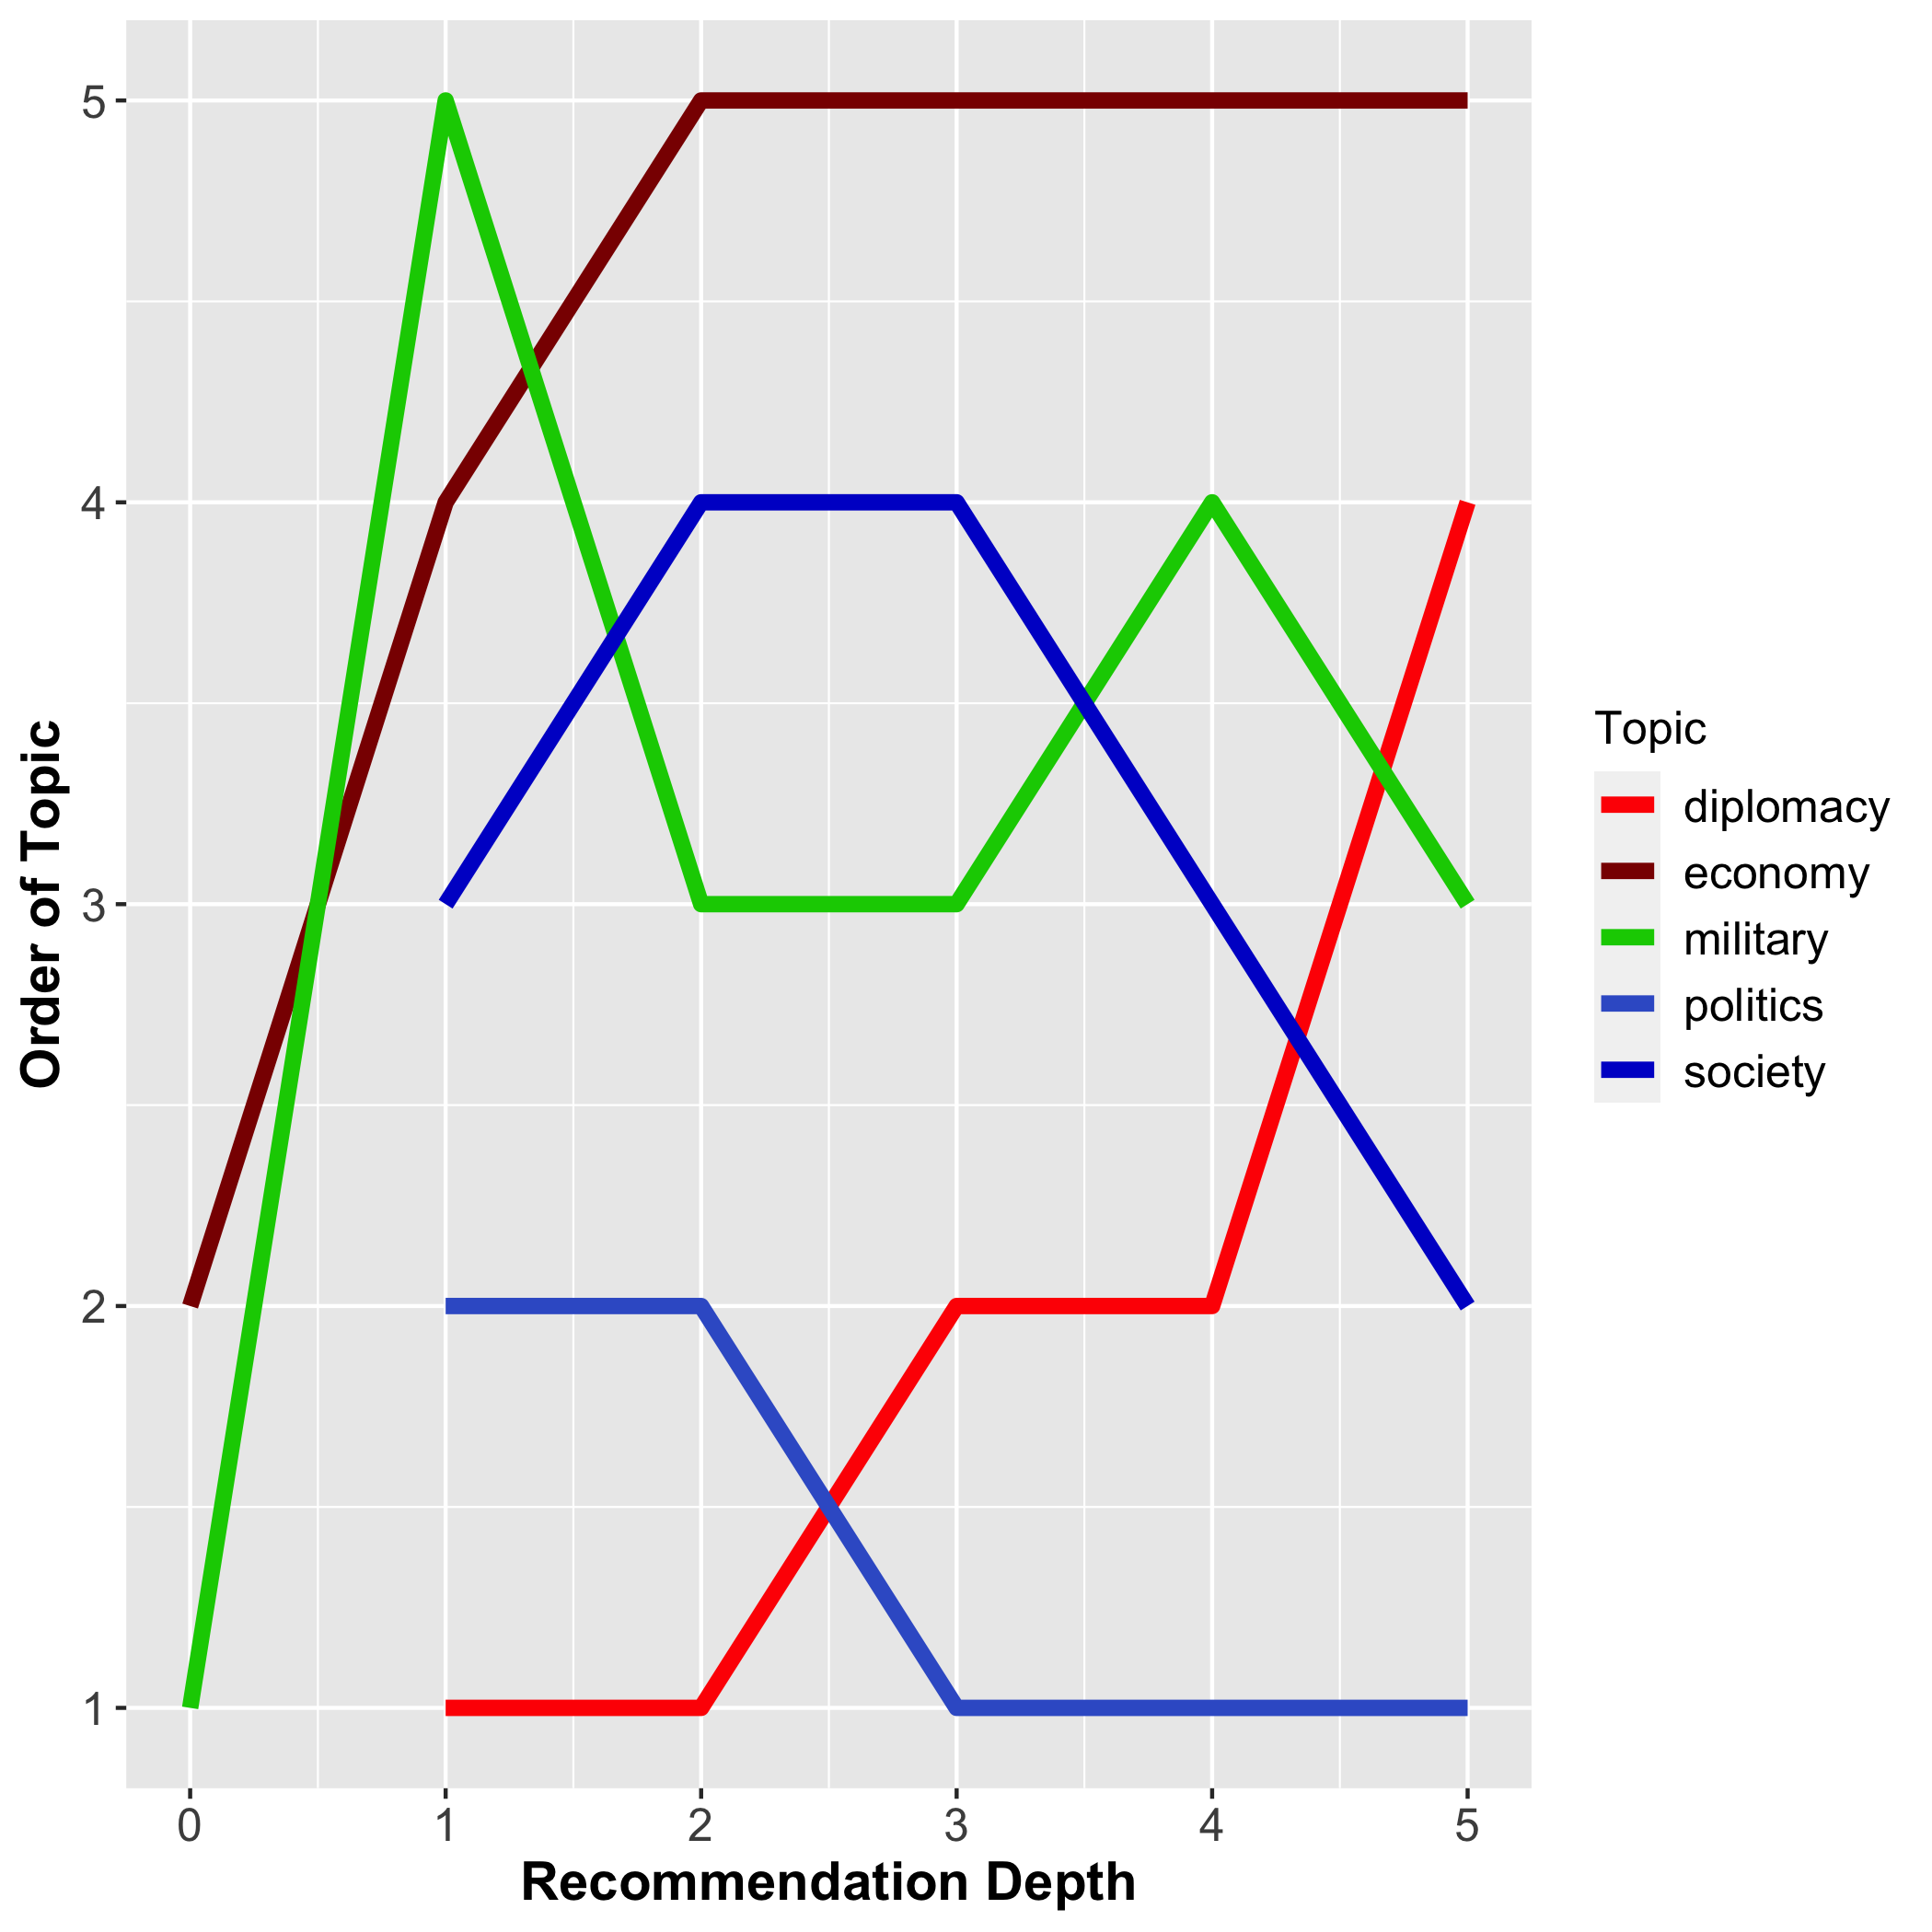 Order of Topic
5
4
3
2
1
0 1 2 3 4 5
Recommendation Depth
Topic
diplomacy
economy
military
politics
society